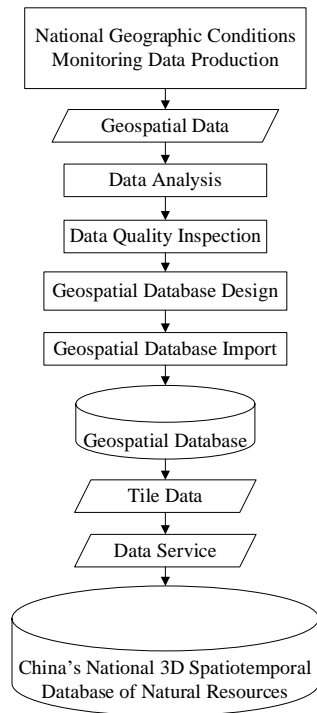 National Geographic Conditions
Monitoring Data Production
Geospatial Data
Data Analysis
Data Quality Inspection
Geospatial Database Design
Geospatial Database Import
Geospatial Database
Tile Data
Data Service
China's National 3D Spatiotemporal
Database of Natural Resources